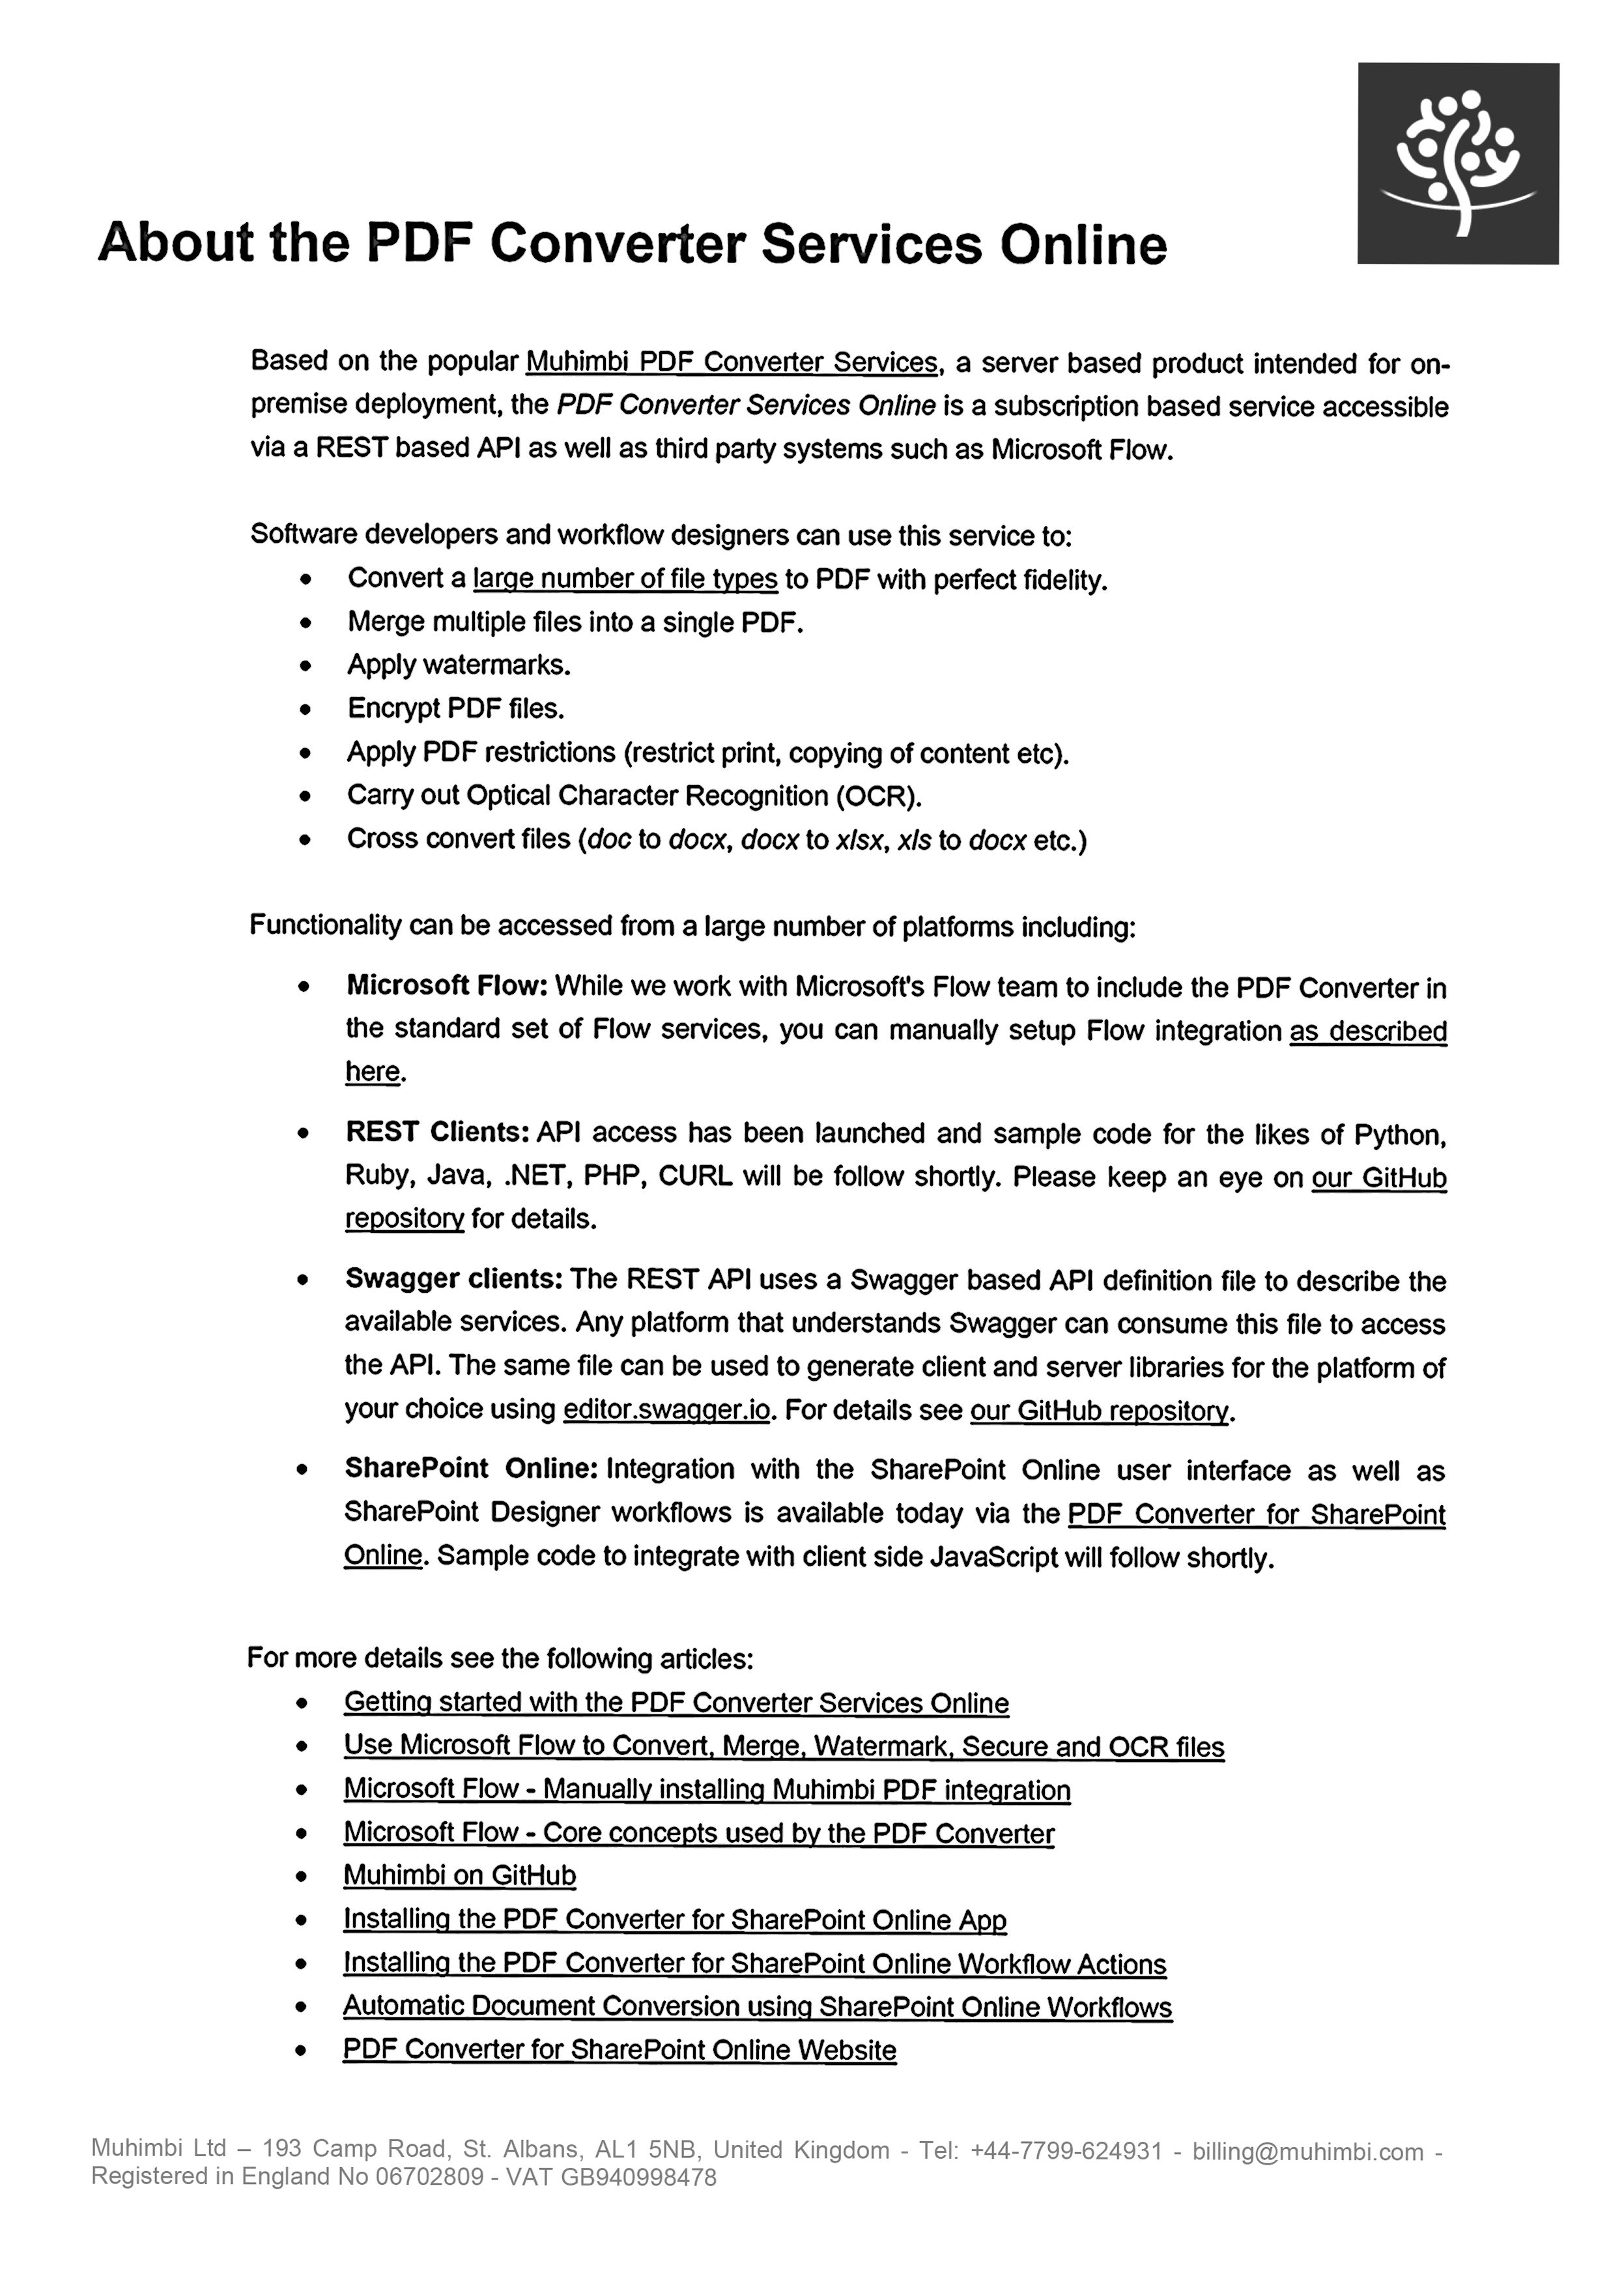 About the PDF Converter Services Online
Based on the popular Muhimbi PDF Converter Services, a server based product intended for on-
premise deployment, the PDF Converter Services Online is a subscription based service accessible
via a REST based API as well as third party systems such as Microsoft Flow.
Software developers and workflow designers can use this service to:
• Convert a large number of file types to PDF with perfect fidelity.
• Merge multiple files into a single PDF.
• Apply watermarks.
• Encrypt PDF files.
• Apply PDF restrictions (restrict print, copying of content etc).
• Carry out Optical Character Recognition (OCR).
• Cross convert files (doc to docx, docx to xlsx, xls to docx etc.)
Functionality can be accessed from a large number of platforms including:
• Microsoft Flow: While we work with Microsoft's Flow team to include the PDF Converter in
the standard set of Flow services, you can manually setup Flow integration as described
here.
• REST Clients: API access has been launched and sample code for the likes of Python,
Ruby, Java, .NET, PHP, CURL will be follow shortly. Please keep an eye on our GitHub
repository for details.
• Swagger clients: The REST API uses a Swagger based API definition file to describe the
available services. Any platform that understands Swagger can consume this file to access
the API. The same file can be used to generate client and server libraries for the platform of
your choice using editor.swagger.io. For details see our GitHub repository.
• SharePoint Online: Integration with the SharePoint Online user interface as well as
SharePoint Designer workflows is available today via the PDF Converter for SharePoint
Online. Sample code to integrate with client side JavaScript will follow shortly.
For more details see the following articles:
• Getting started with the PDF Converter Services Online
• Use Microsoft Flow to Convert, Merge, Watermark, Secure and OCR files
• Microsoft Flow - Manually installing Muhimbi PDF integration
• Microsoft Flow - Core concepts used by the PDF Converter
• Muhimbi on GitHub
• Installing the PDF Converter for SharePoint Online App
• Installing the PDF Converter for SharePoint Online Workflow Actions
• Automatic Document Conversion using SharePoint Online Workflows
• PDF Converter for SharePoint Online Website
Muhimbi Ltd – 193 Camp Road, St. Albans, AL1 5NB, United Kingdom - Tel: +44-7799-624931 - billing@muhimbi.com -
Registered in England No 06702809 - VAT GB940998478